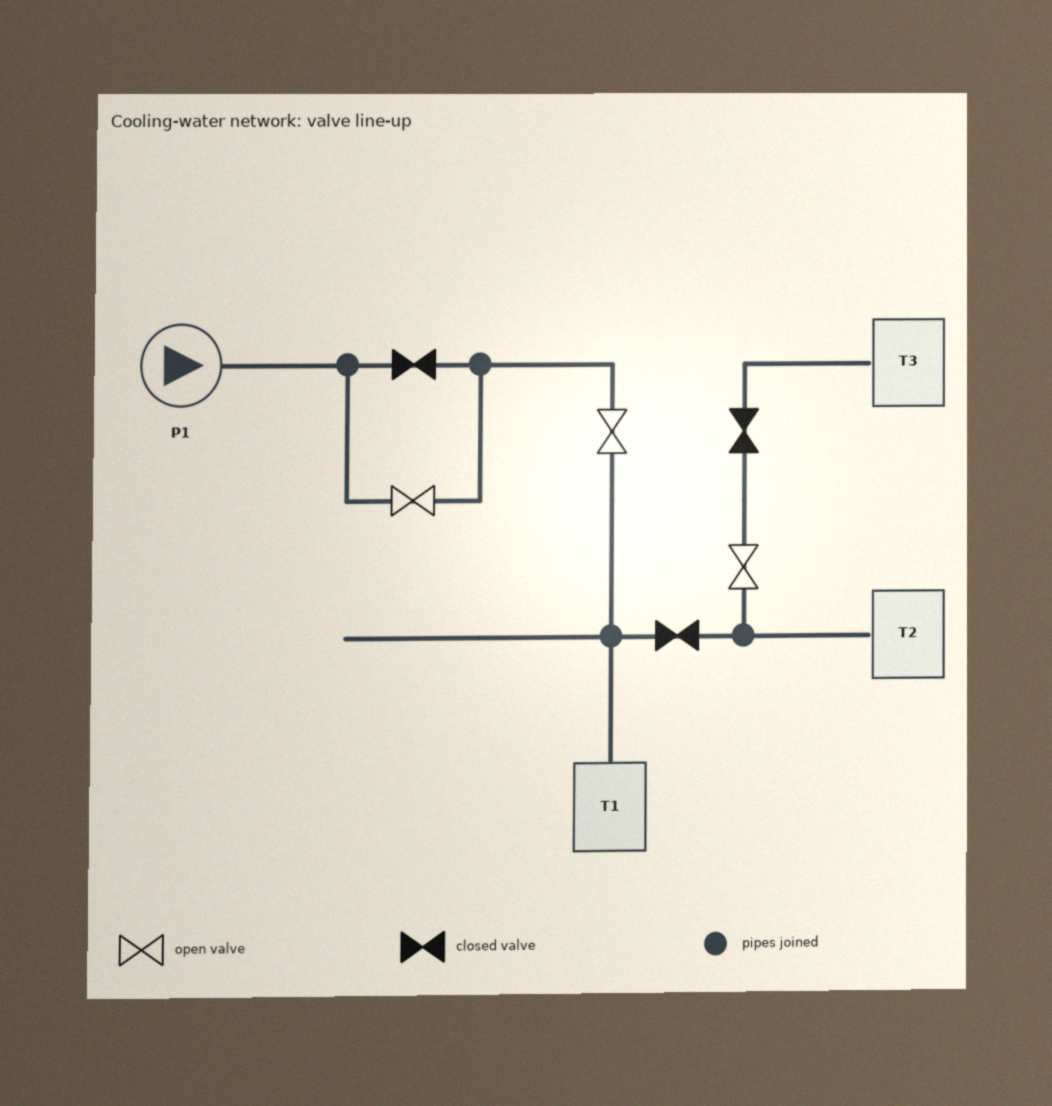 Cooling-water network: valve line-up
T3
P1
T2
T1
open valve
closed valve
pipes joined